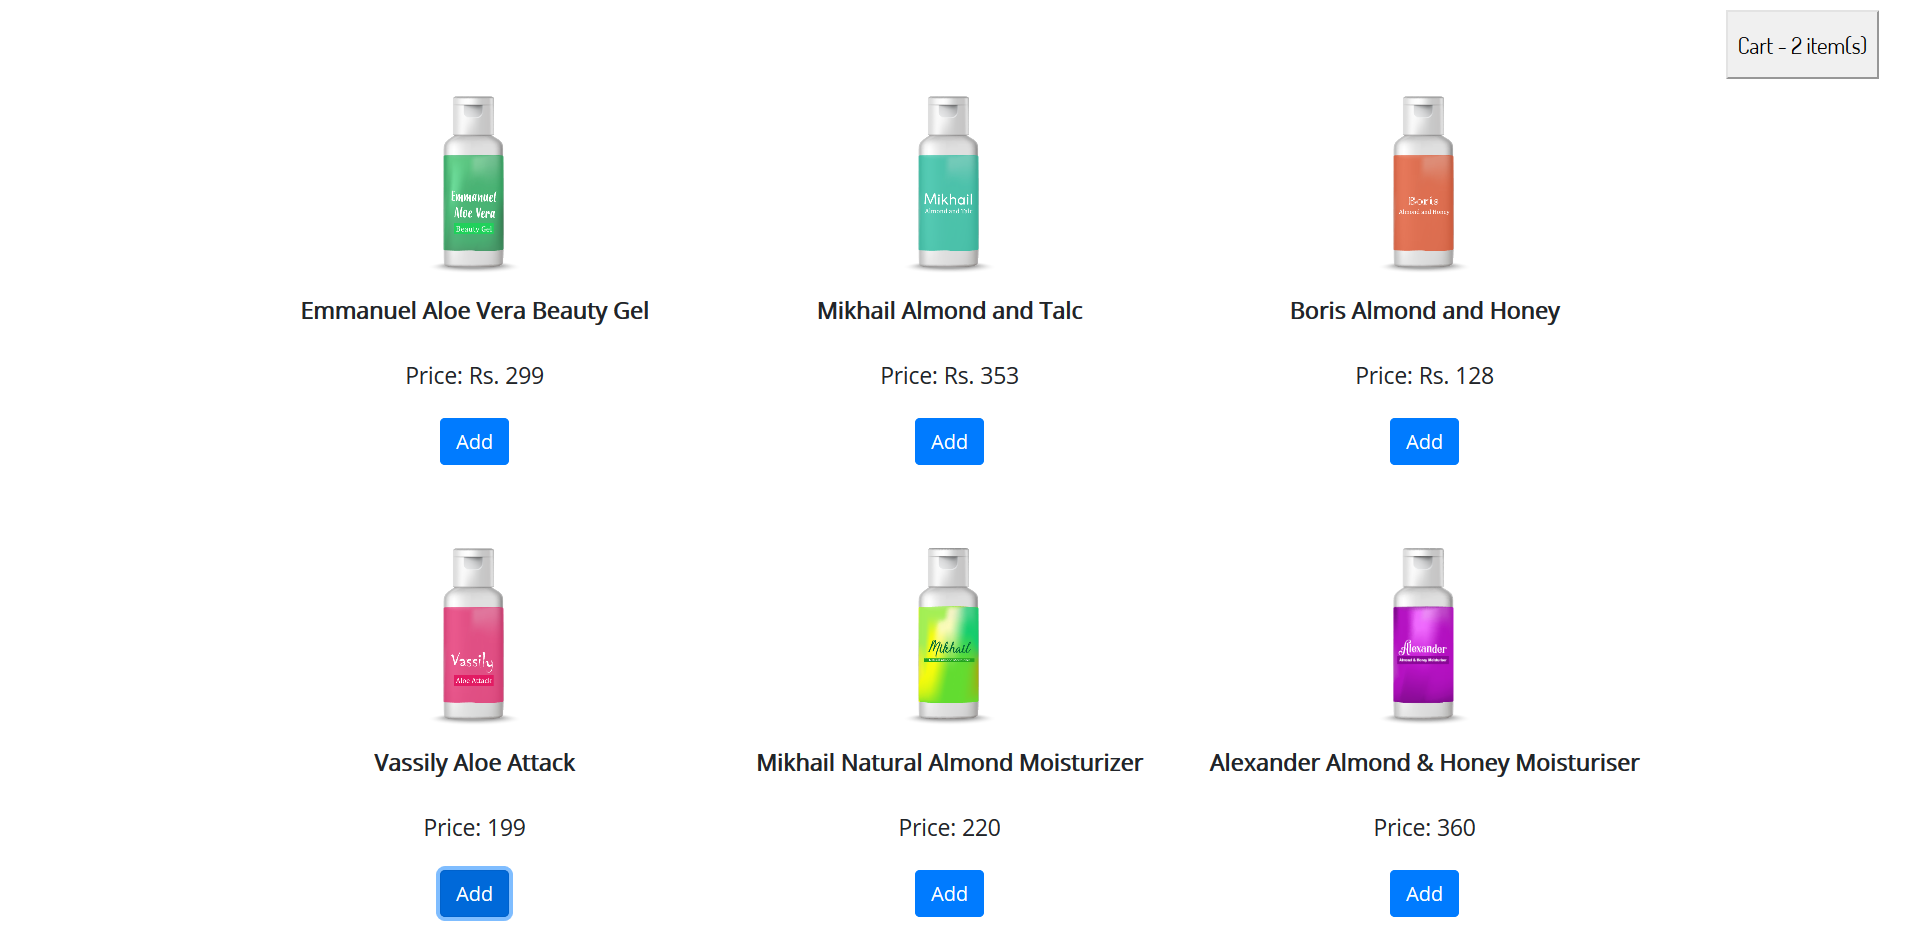 Cart - 2 item(s)
Emmanuel
Aloe Vera
Beauty Gel
Mikhail
Almond and Talc
Boris
Almond and Honey
Emmanuel Aloe Vera Beauty Gel
Mikhail Almond and Talc
Boris Almond and Honey
Price: Rs. 299
Price: Rs. 353
Price: Rs. 128
Add
Add
Add
Vassily
Aloe Attack
Mikhail
Alexander
Almond & Honey Moisturiser
Vassily Aloe Attack
Mikhail Natural Almond Moisturizer
Alexander Almond & Honey Moisturiser
Price: 199
Price: 220
Price: 360
Add
Add
Add